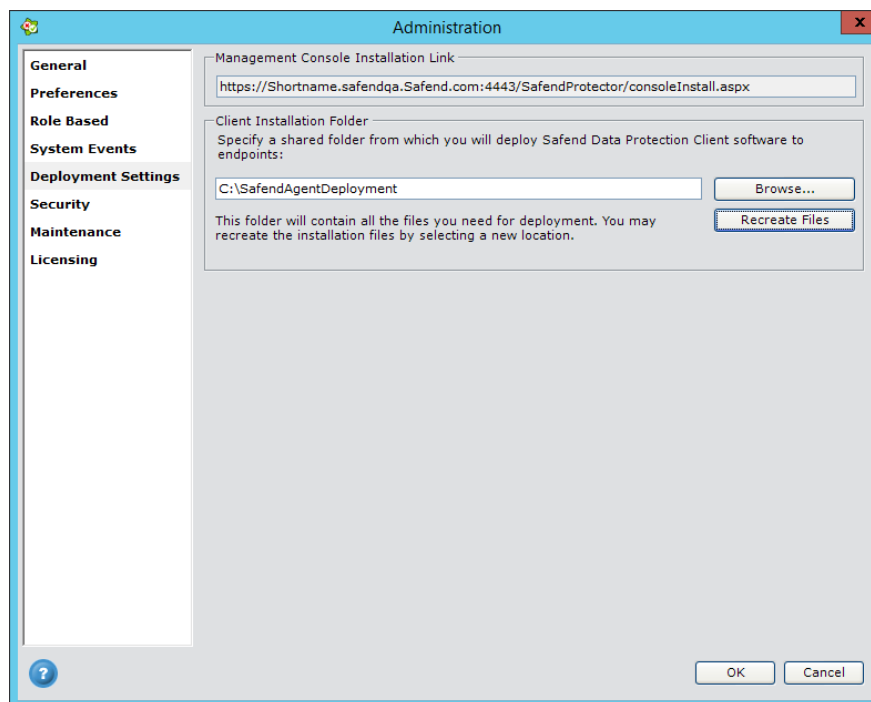 Administration
x
General
Preferences
Role Based
System Events
Deployment Settings
Security
Maintenance
Licensing
Management Console Installation Link
https://Shortname.safendqa.Safend.com:4443/SafendProtector/consoleInstall.aspx
Client Installation Folder
Specify a shared folder from which you will deploy Safend Data Protection Client software to
endpoints:
C:\SafendAgentDeployment
Browse...
This folder will contain all the files you need for deployment. You may
recreate the installation files by selecting a new location.
Recreate Files
?
OK
Cancel